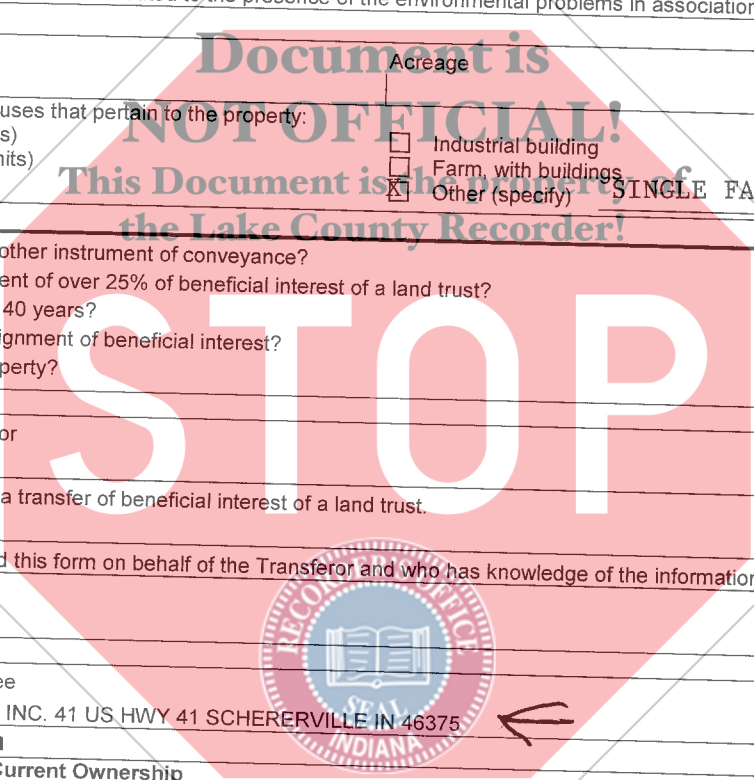 the presence of the environmental problems in association
Document is
Acreage
uses that pertain to the property:
NOT OFFICIAL!
s)
Industrial building
nits)
Farm, with buildings
This Document is the property of
X Other (specify) SINGLE FA
the Lake County Recorder!
other instrument of conveyance?
ent of over 25% of beneficial interest of a land trust?
40 years?
gnment of beneficial interest?
perty?
STOP
or
a transfer of beneficial interest of a land trust.
d this form on behalf of the Transferor and who has knowledge of the information
RECORDER'S OFFICE
ee
INC. 41 US HWY 41 SCHERERVILLE IN 46375
SEAL
INDIANA
Current Ownership